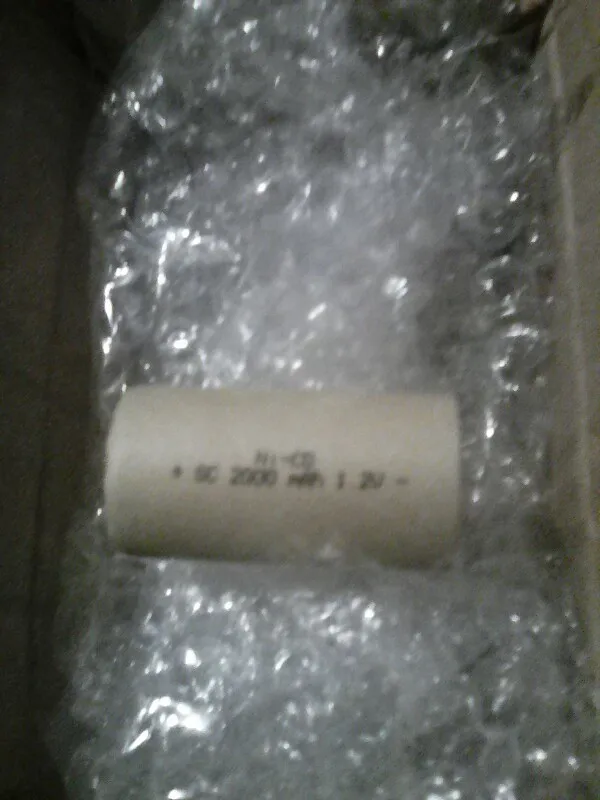 Ni-CD
+ SC 2000 mAh 1.2V -